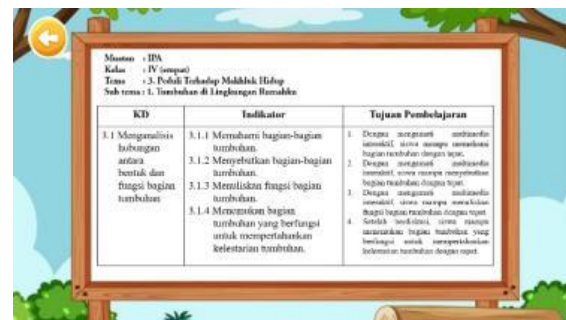 Muatan : IPA
Kelas : IV (empat)
Tema : 3. Peduli Terhadap Makhluk Hidup
Sub tema : 1. Tumbuhan di Lingkungan Rumahku
KD
3.1 Menganalisis
hubungan
antara
bentuk dan
fungsi bagian
tumbuhan
Indikator
3.1.1 Memahami bagian-bagian
tumbuhan.
3.1.2 Menyebutkan bagian-bagian
tumbuhan.
3.1.3 Menuliskan fungsi bagian
tumbuhan.
3.1.4 Menemukan bagian
tumbuhan yang berfungsi
untuk mempertahankan
kelestarian tumbuhan.
Tujuan Pembelajaran
1. Dengan mengamati multimedia
interaktif, siswa mampu memahami
bagian tumbuhan dengan tepat.
2. Dengan mengamati multimedia
interaktif, siswa mampu menyebutkan
bagian tumbuhan dengan tepat.
3. Dengan mengamati multimedia
interaktif, siswa mampu menuliskan
fungsi bagian tumbuhan dengan tepat.
4. Setelah berdiskusi, siswa mampu
menemukan bagian tumbuhan yang
berfungsi untuk mempertahankan
kelestarian tumbuhan dengan tepat.